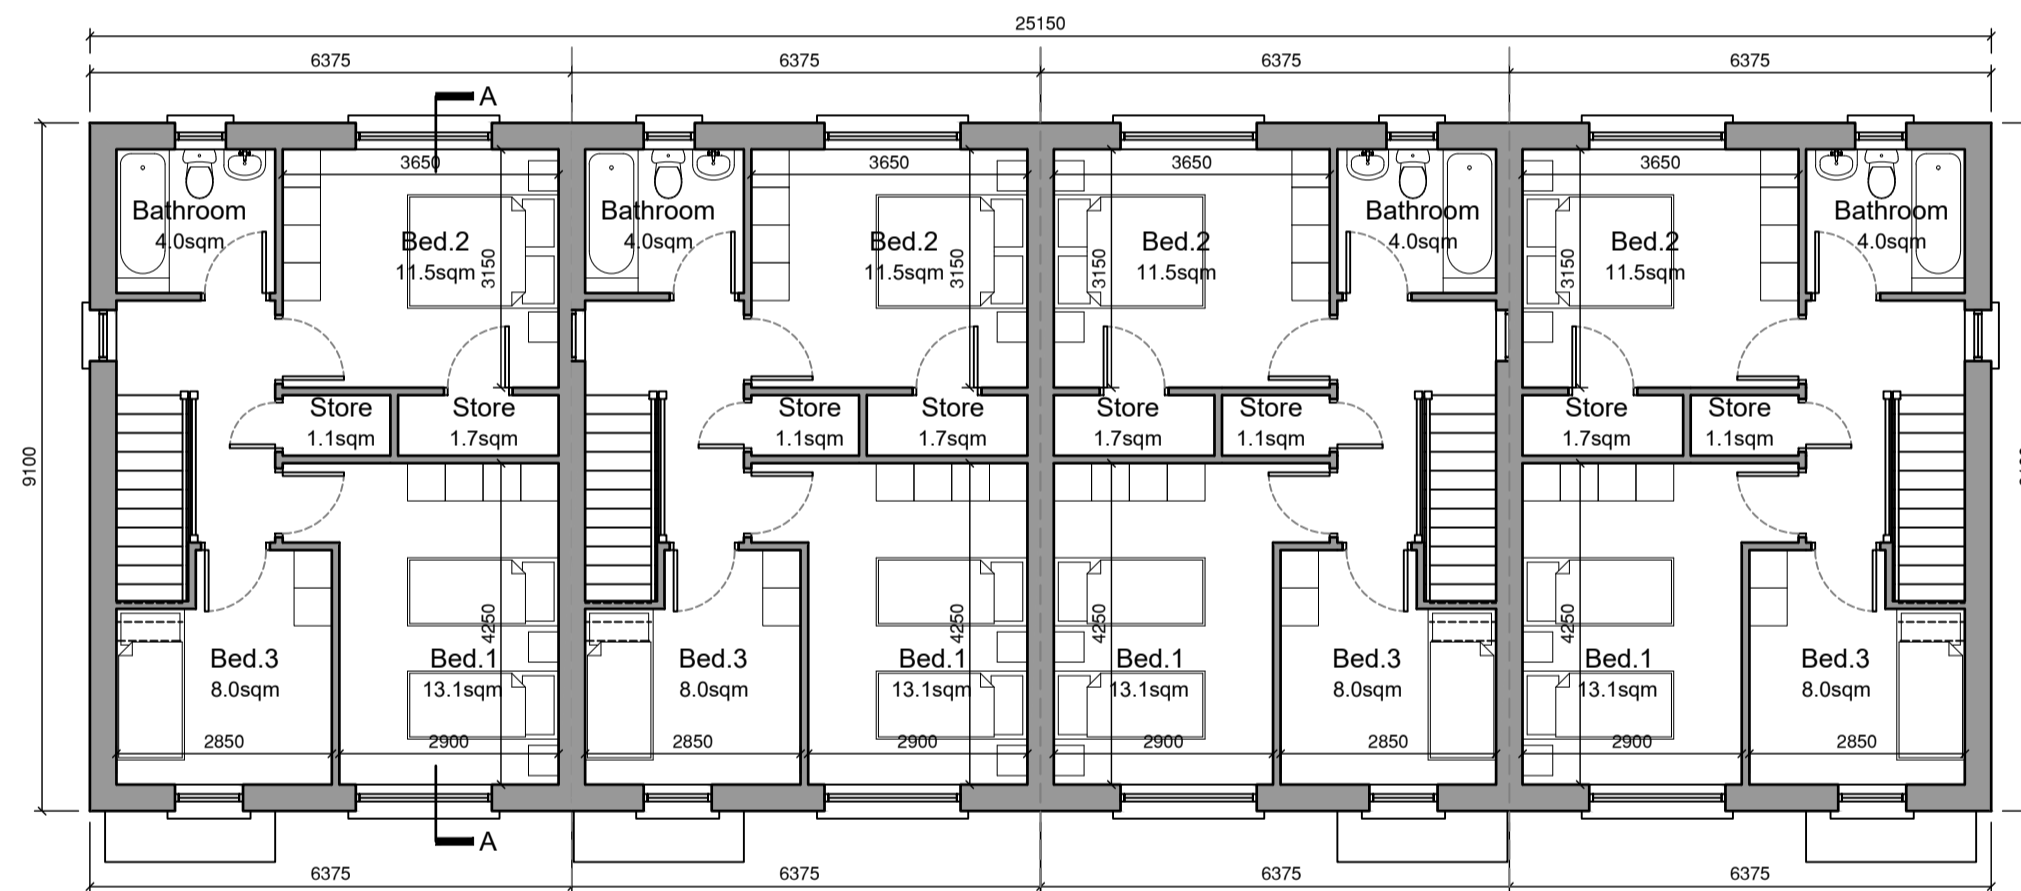 25150
6375 6375 6375 6375
A
3650 3650 3650 3650
Bathroom Bed.2 Bathroom Bed.2 Bed.2 Bathroom Bed.2 Bathroom
4.0sqm 11.5sqm 4.0sqm 11.5sqm 11.5sqm 4.0sqm 11.5sqm 4.0sqm
3150 3150 3150 3150
Store Store Store Store Store Store Store Store
1.1sqm 1.7sqm 1.1sqm 1.7sqm 1.7sqm 1.1sqm 1.7sqm 1.1sqm
9100
4250 4250 4250 4250
Bed.3 Bed.1 Bed.3 Bed.1 Bed.1 Bed.3 Bed.1 Bed.3
8.0sqm 13.1sqm 8.0sqm 13.1sqm 13.1sqm 8.0sqm 13.1sqm 8.0sqm
2850 2900 2850 2900 2900 2850 2900 2850
A
6375 6375 6375 6375